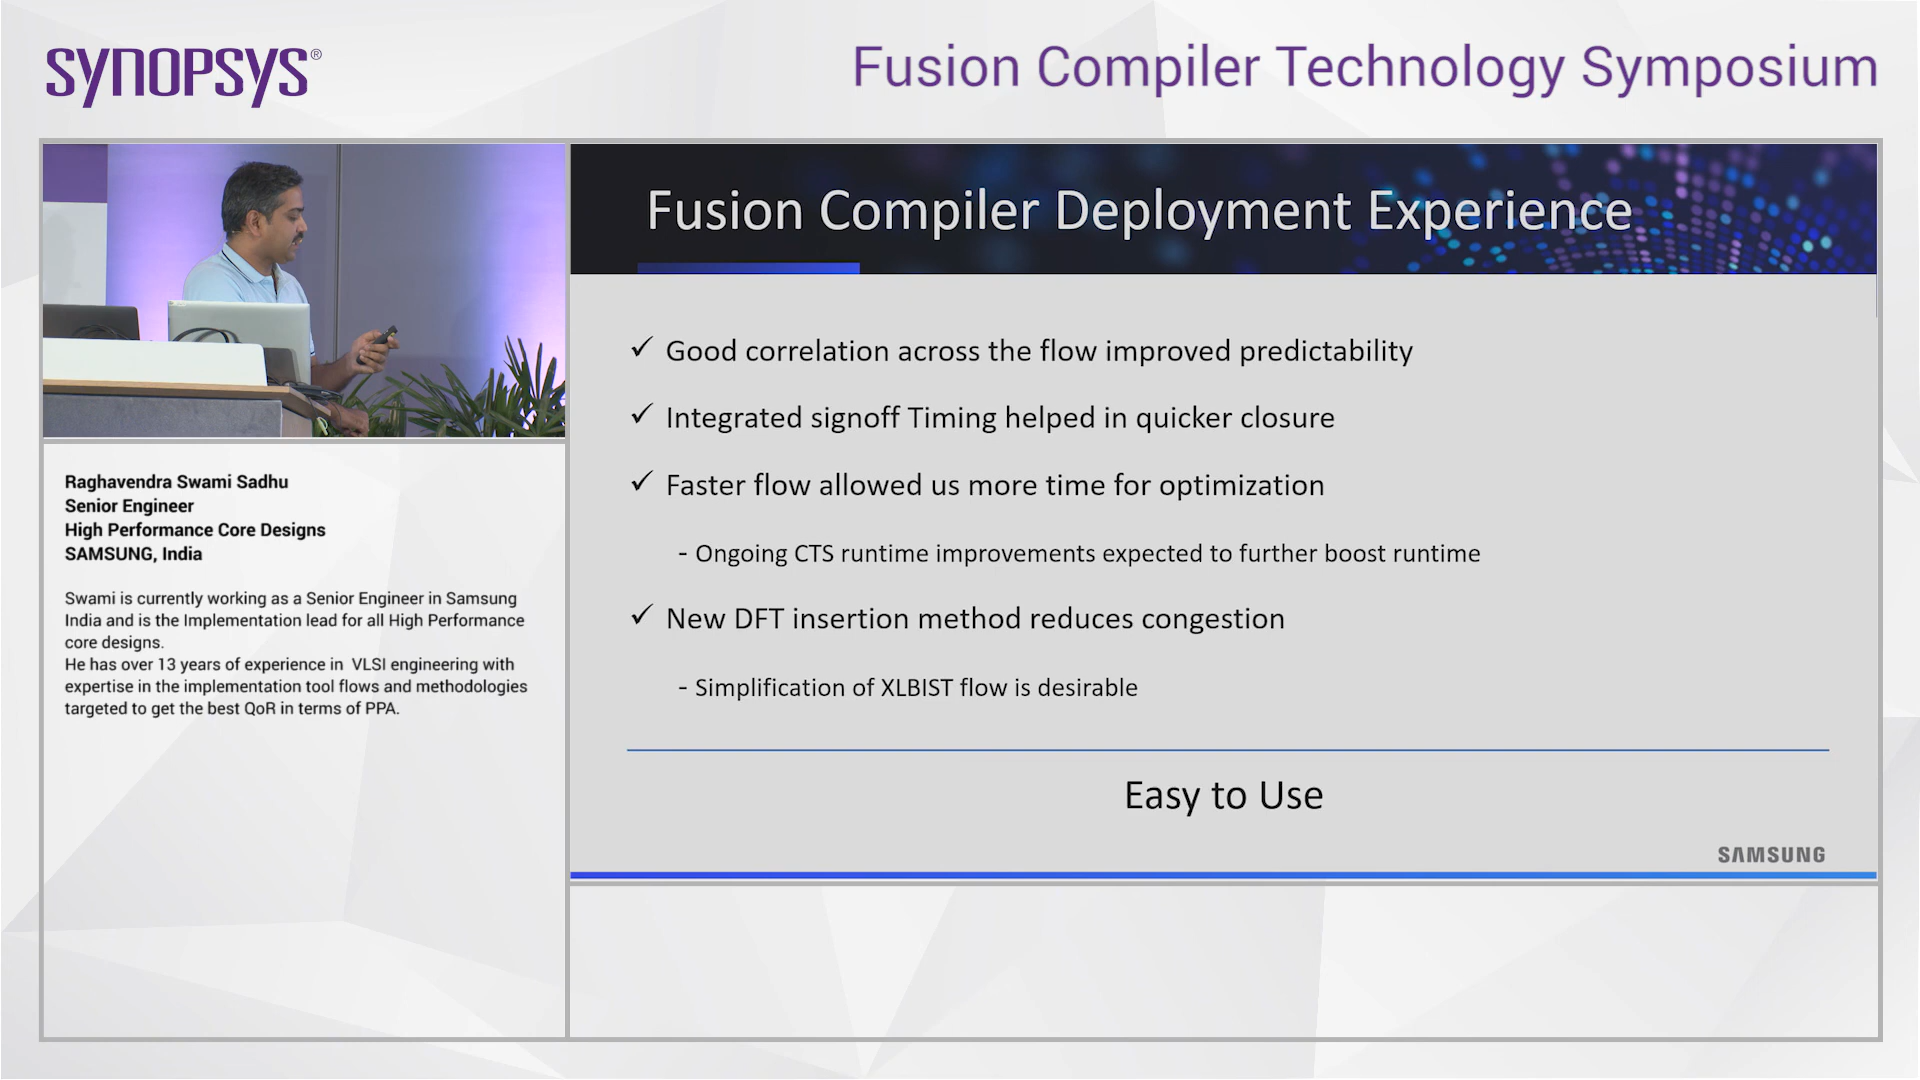 SYNOPSYS®
Fusion Compiler Technology Symposium
Fusion Compiler Deployment Experience
✓ Good correlation across the flow improved predictability
✓ Integrated signoff Timing helped in quicker closure
✓ Faster flow allowed us more time for optimization
- Ongoing CTS runtime improvements expected to further boost runtime
✓ New DFT insertion method reduces congestion
- Simplification of XLBIST flow is desirable
Easy to Use
SAMSUNG
Raghavendra Swami Sadhu
Senior Engineer
High Performance Core Designs
SAMSUNG, India
Swami is currently working as a Senior Engineer in Samsung
India and is the Implementation lead for all High Performance
core designs.
He has over 13 years of experience in VLSI engineering with
expertise in the implementation tool flows and methodologies
targeted to get the best QoR in terms of PPA.